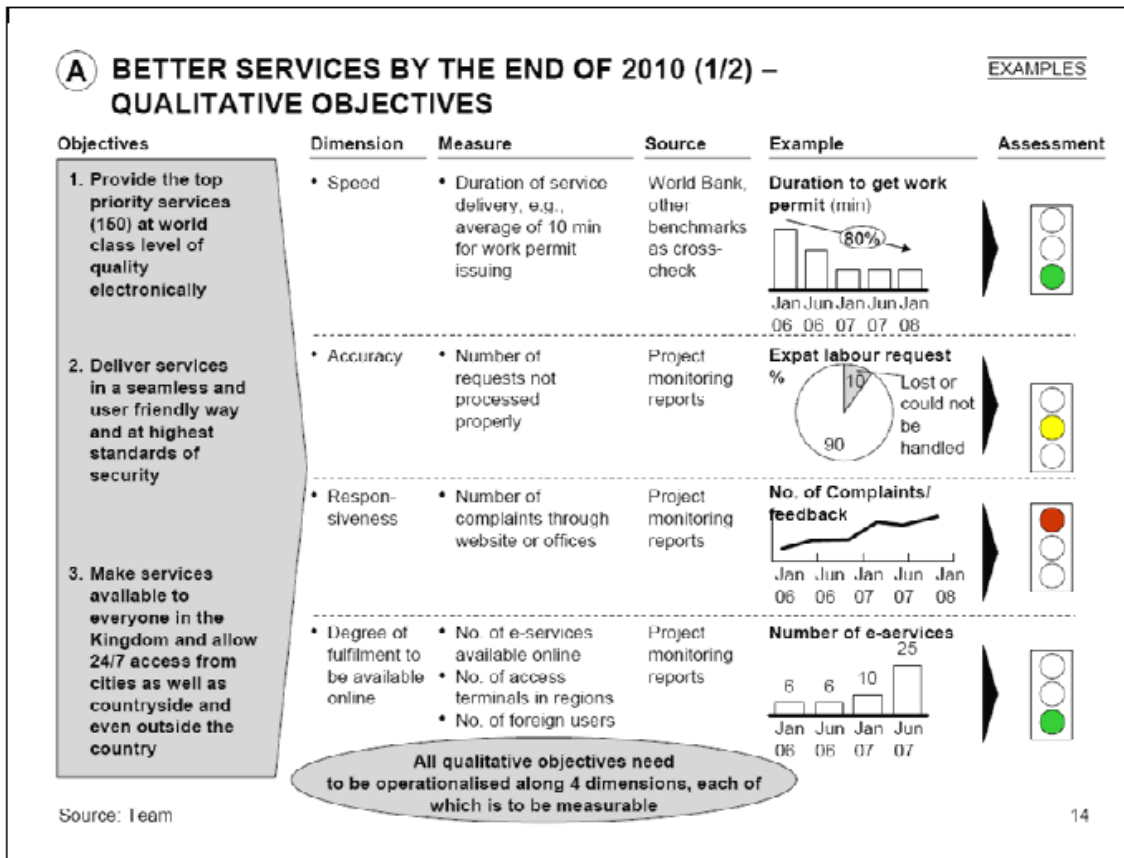 A BETTER SERVICES BY THE END OF 2010 (1/2) –
QUALITATIVE OBJECTIVES
EXAMPLES
Objectives
1. Provide the top
priority services
(150) at world
class level of
quality
electronically
2. Deliver services
in a seamless and
user friendly way
and at highest
standards of
security
3. Make services
available to
everyone in the
Kingdom and allow
24/7 access from
cities as well as
countryside and
even outside the
country
Dimension Measure Source Example Assessment
• Speed
• Duration of service
delivery, e.g.,
average of 10 min
for work permit
issuing
World Bank,
other
benchmarks
as cross-
check
Duration to get work
permit (min)
80%
Jan Jun Jan Jun Jan
06 06 07 07 08
• Accuracy
• Number of
requests not
processed
properly
Project
monitoring
reports
Expat labour request
%
10
90
Lost or
could not
be
handled
• Respon-
siveness
• Number of
complaints through
website or offices
Project
monitoring
reports
No. of Complaints/
feedback
Jan Jun Jan Jun Jan
06 06 07 07 08
• Degree of
fulfilment to
be available
online
• No. of e-services
available online
• No. of access
terminals in regions
• No. of foreign users
Project
monitoring
reports
Number of e-services
6 6 10 25
Jan Jun Jan Jun
06 06 07 07
All qualitative objectives need
to be operationalised along 4 dimensions, each of
which is to be measurable
Source: Team
14